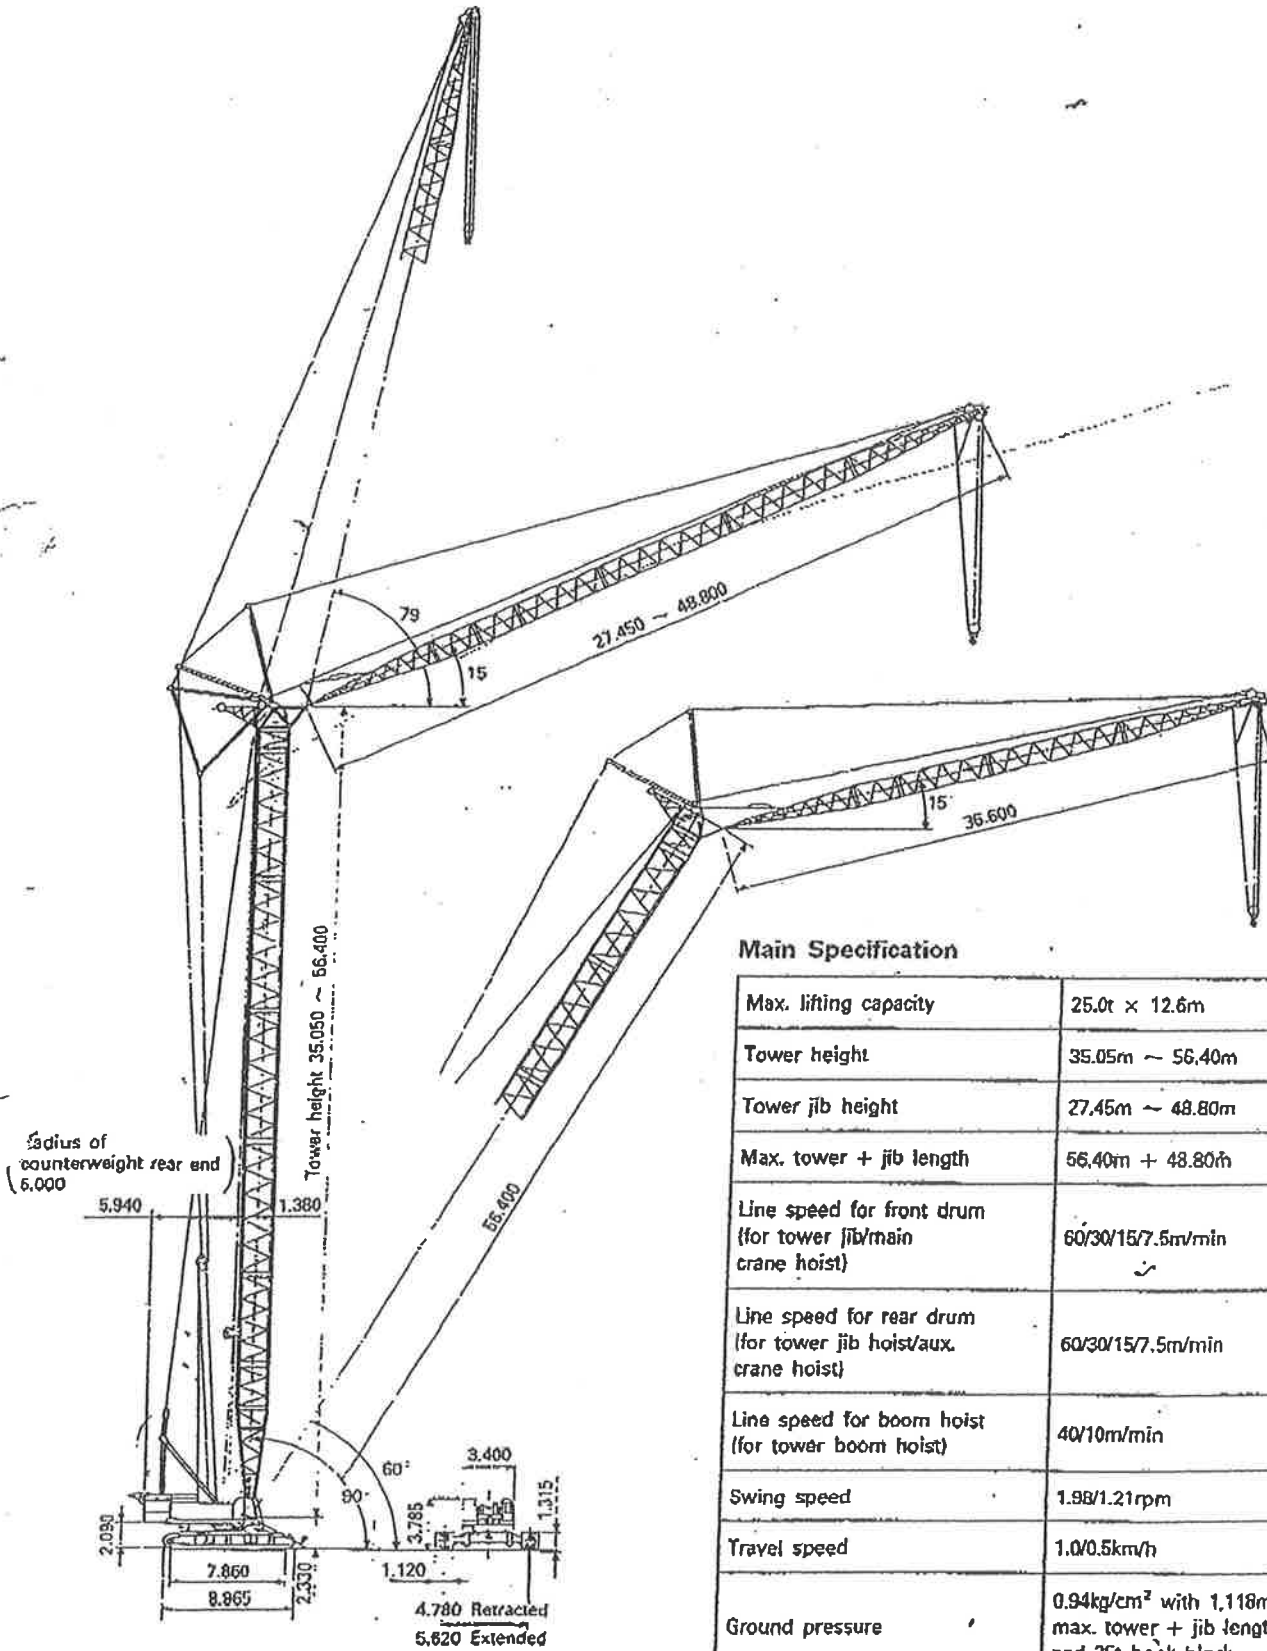 79
15
27.450 ~ 48.800
15
36.600
Tower height 35.050 ~ 56.400
radius of
counterweight rear end
5.940
1.380
56.400
60°
90°
3.400
3.785
1.315
2.090
7.860
2.330
8.965
1.120
4.780 Retracted
5.620 Extended
Main Specification
Max. lifting capacity 25.0t × 12.6m
Tower height 35.05m ~ 56.40m
Tower jib height 27.45m ~ 48.80m
Max. tower + jib length 56.40m + 48.80m
Line speed for front drum
(for tower jib/main
crane hoist)
60/30/15/7.5m/min
Line speed for rear drum
(for tower jib hoist/aux.
crane hoist)
60/30/15/7.5m/min
Line speed for boom hoist
(for tower boom hoist)
40/10m/min
Swing speed 1.98/1.21rpm
Travel speed 1.0/0.5km/h
Ground pressure
0.94kg/cm² with 1,118m
max. tower + jib lengt